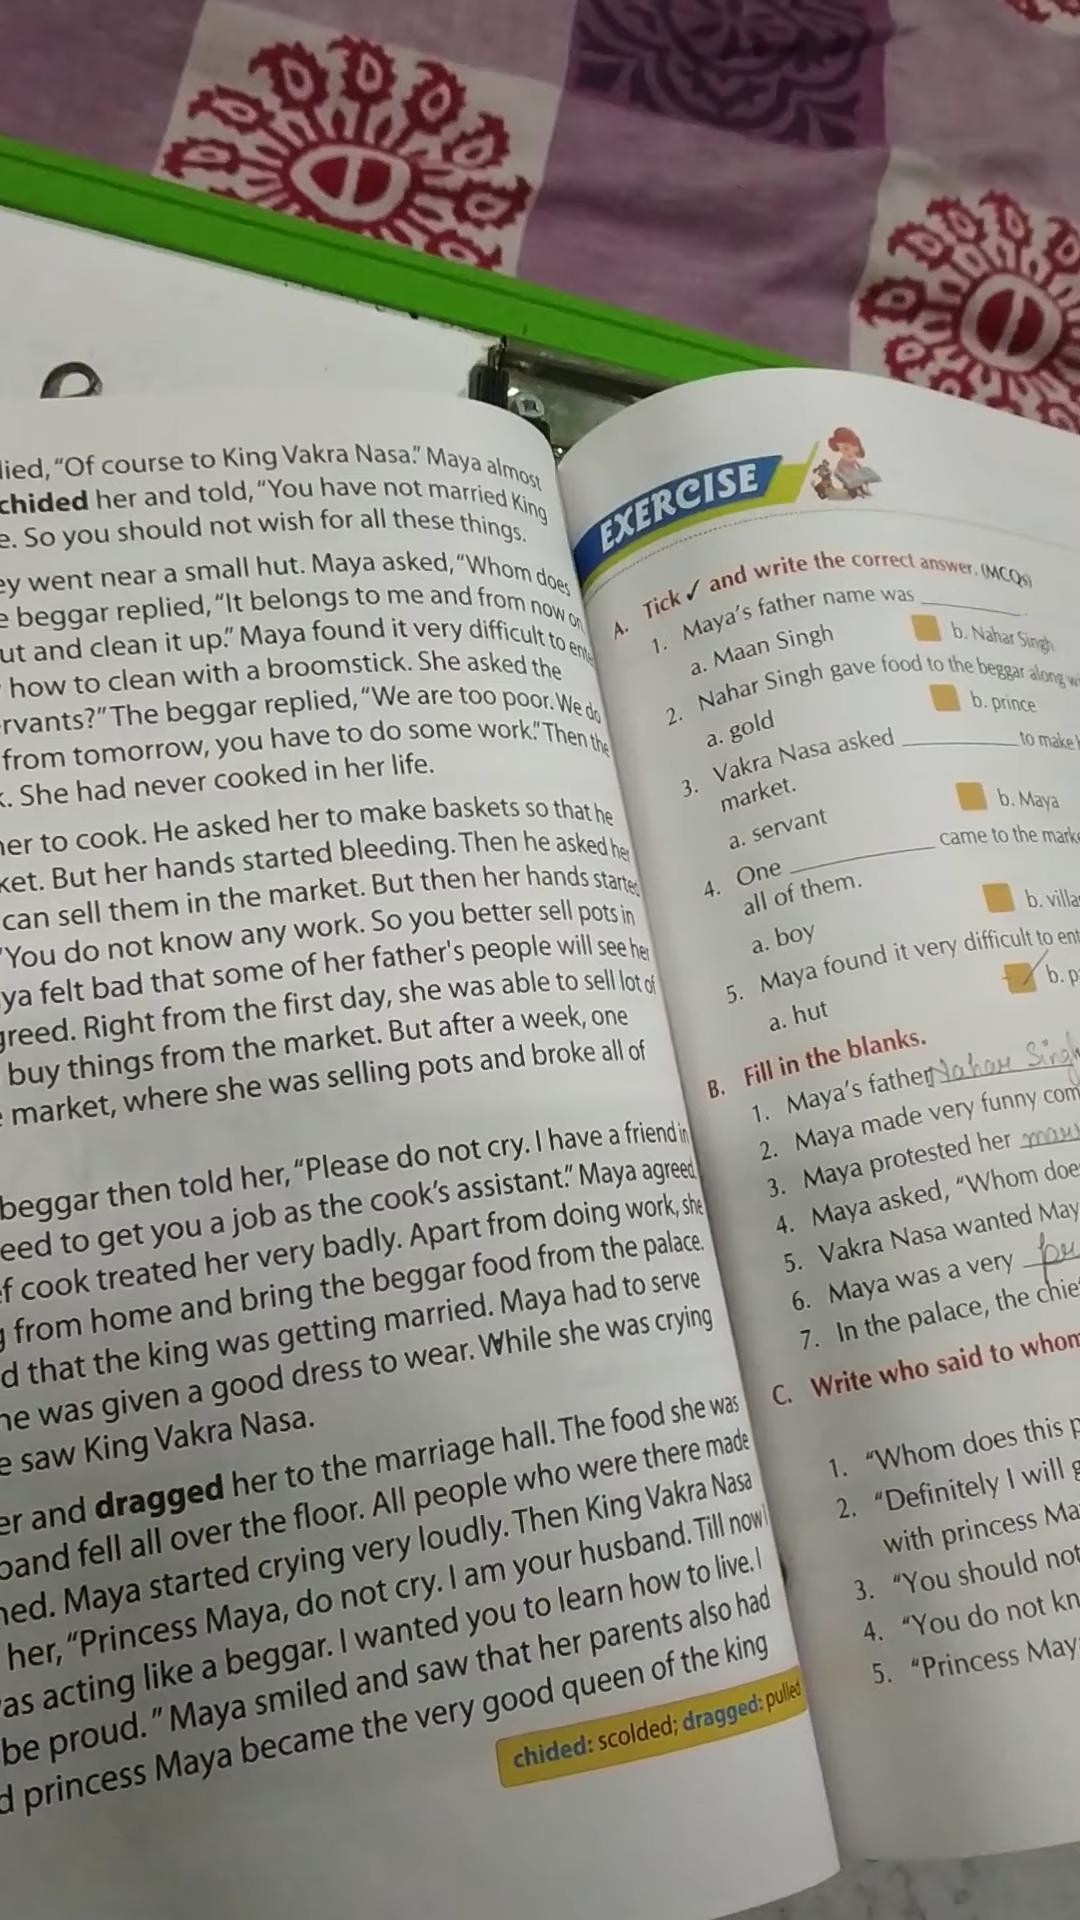 lied, “Of course to King Vakra Nasa.” Maya almost
chided her and told, “You have not married King
e. So you should not wish for all these things.
ey went near a small hut. Maya asked, “Whom does
e beggar replied, “It belongs to me and from now on
ut and clean it up.” Maya found it very difficult to ente
how to clean with a broomstick. She asked the
rvants?” The beggar replied, “We are too poor. We do
from tomorrow, you have to do some work.” Then the
. She had never cooked in her life.
her to cook. He asked her to make baskets so that he
ket. But her hands started bleeding. Then he asked her
can sell them in the market. But then her hands started
“You do not know any work. So you better sell pots in
ya felt bad that some of her father's people will see her
greed. Right from the first day, she was able to sell lot of
buy things from the market. But after a week, one
e market, where she was selling pots and broke all of
beggar then told her, “Please do not cry. I have a friend in
eed to get you a job as the cook’s assistant.” Maya agreed
ef cook treated her very badly. Apart from doing work, she
g from home and bring the beggar food from the palace.
d that the king was getting married. Maya had to serve
he was given a good dress to wear. While she was crying
e saw King Vakra Nasa.
er and dragged her to the marriage hall. The food she was
band fell all over the floor. All people who were there made
hed. Maya started crying very loudly. Then King Vakra Nasa
her, “Princess Maya, do not cry. I am your husband. Till now I
as acting like a beggar. I wanted you to learn how to live. I
be proud.” Maya smiled and saw that her parents also had
d princess Maya became the very good queen of the king
chided: scolded; dragged: pulled
EXERCISE
A. Tick ✓ and write the correct answer. (MCQs)
1. Maya’s father name was ________.
a. Maan Singh b. Nahar Singh
2. Nahar Singh gave food to the beggar along w
a. gold b. prince
3. Vakra Nasa asked ________ to make
market.
a. servant b. Maya
4. One ________ came to the mark
all of them.
a. boy b. villa
5. Maya found it very difficult to ent
a. hut b. p
B. Fill in the blanks.
1. Maya’s father Nahar Singh
2. Maya made very funny com
3. Maya protested her
4. Maya asked, “Whom doe
5. Vakra Nasa wanted May
6. Maya was a very
7. In the palace, the chie
C. Write who said to whom
1. “Whom does this p
2. “Definitely I will g
with princess Ma
3. “You should not
4. “You do not kn
5. “Princess May